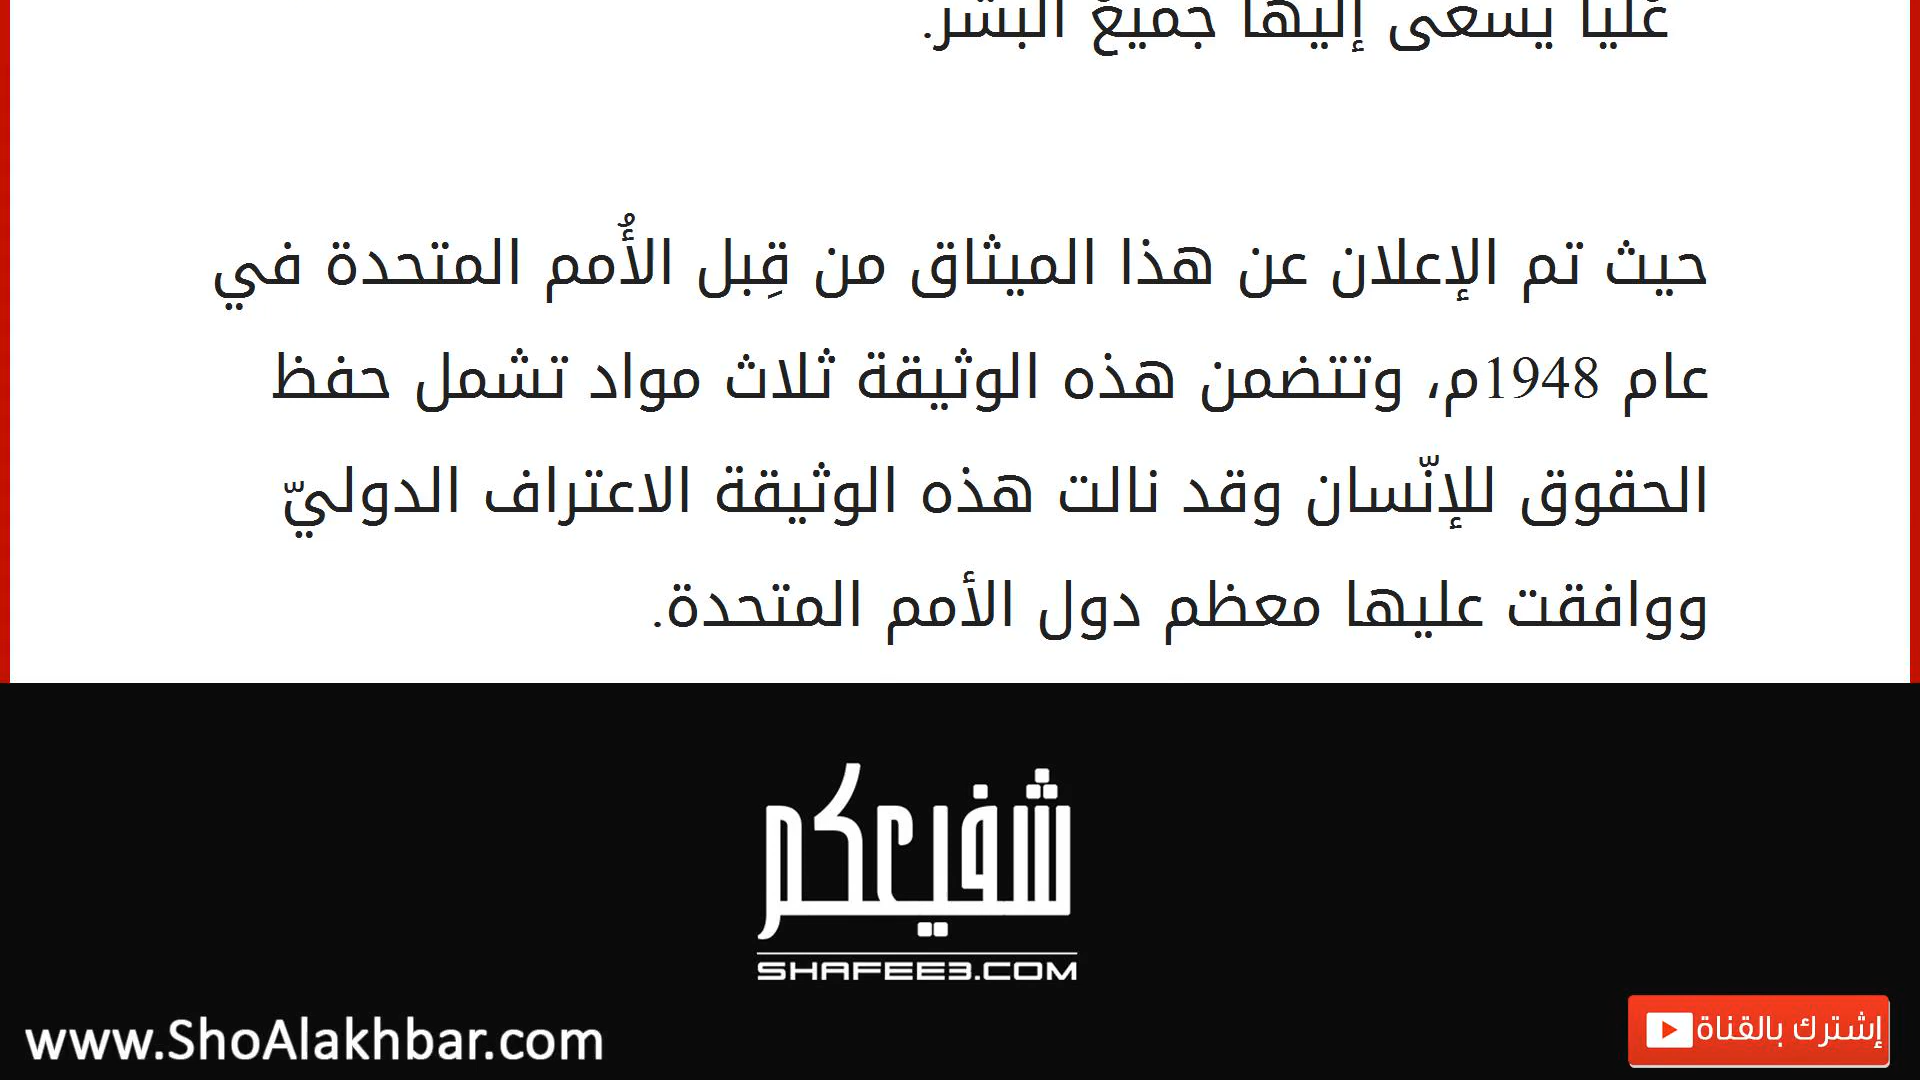 عُليا يسعى إليها جميعُ البشر.
حيث تم الإعلان عن هذا الميثاق من قِبل الأُمم المتحدة في
عام 1948م، وتتضمن هذه الوثيقة ثلاث مواد تشمل حفظ
الحقوق للإنّسان وقد نالت هذه الوثيقة الاعتراف الدوليّ
ووافقت عليها معظم دول الأمم المتحدة.
شفيعكم
SHAFEE3.COM
www.ShoAlakhbar.com
إشترك بالقناة